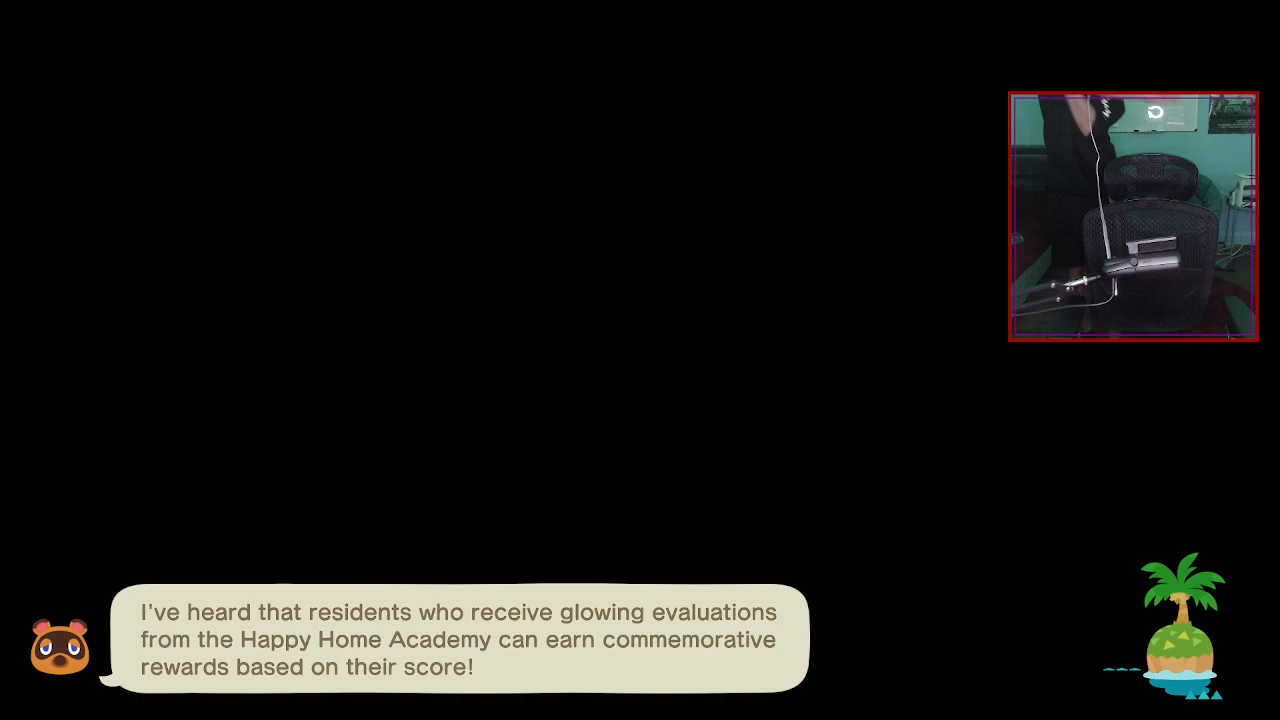 I've heard that residents who receive glowing evaluations
from the Happy Home Academy can earn commemorative
rewards based on their score!